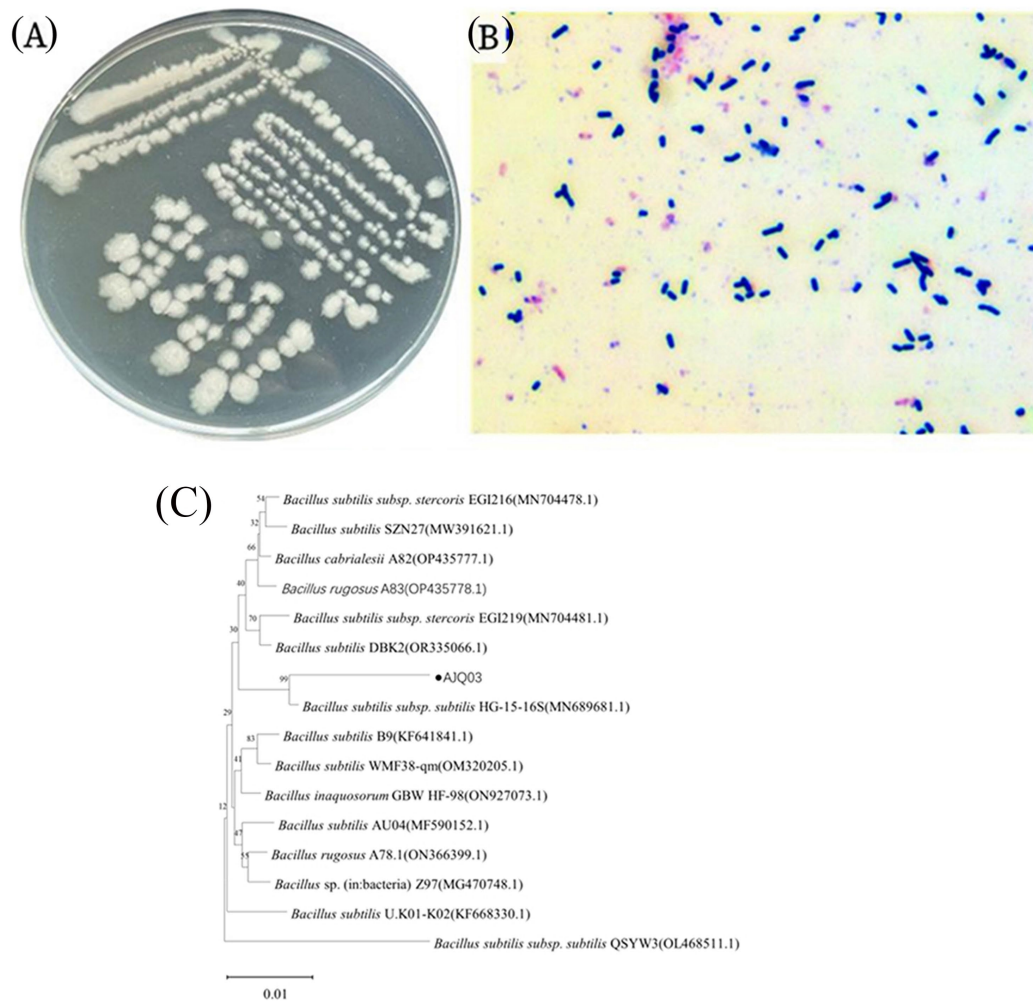 (A)
(B)
(C)
54
Bacillus subtilis subsp. stercoris EGI216(MN704478.1)
32
Bacillus subtilis SZN27(MW391621.1)
66
Bacillus cabrialesii A82(OP435777.1)
40
Bacillus rugosus A83(OP435778.1)
70
Bacillus subtilis subsp. stercoris EGI219(MN704481.1)
30
Bacillus subtilis DBK2(OR335066.1)
99
●AJQ03
Bacillus subtilis subsp. subtilis HG-15-16S(MN689681.1)
29
83
Bacillus subtilis B9(KF641841.1)
41
Bacillus subtilis WMF38-qm(OM320205.1)
Bacillus inaquosorum GBW HF-98(ON927073.1)
12
47
Bacillus subtilis AU04(MF590152.1)
55
Bacillus rugosus A78.1(ON366399.1)
Bacillus sp. (in:bacteria) Z97(MG470748.1)
Bacillus subtilis U.K01-K02(KF668330.1)
Bacillus subtilis subsp. subtilis QSYW3(OL468511.1)
0.01